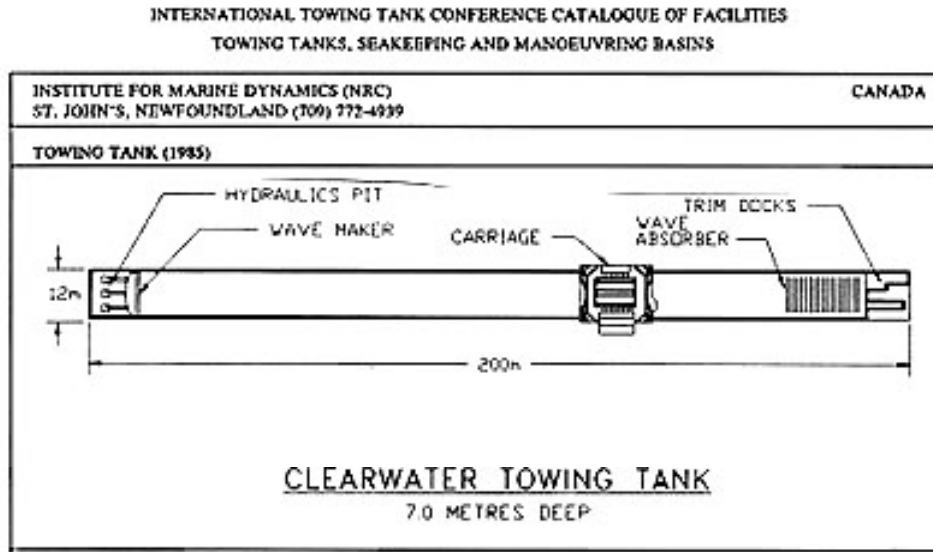 INTERNATIONAL TOWING TANK CONFERENCE CATALOGUE OF FACILITIES
TOWING TANKS, SEAKEEPING AND MANOEUVRING BASINS
INSTITUTE FOR MARINE DYNAMICS (NRC)
CANADA
ST. JOHN'S, NEWFOUNDLAND (709) 772-4939
TOWING TANK (1985)
HYDRAULICS PIT
WAVE MAKER
CARRIAGE
TRIM DOCKS
WAVE
ABSORBER
12m
200m
CLEARWATER TOWING TANK
7.0 METRES DEEP